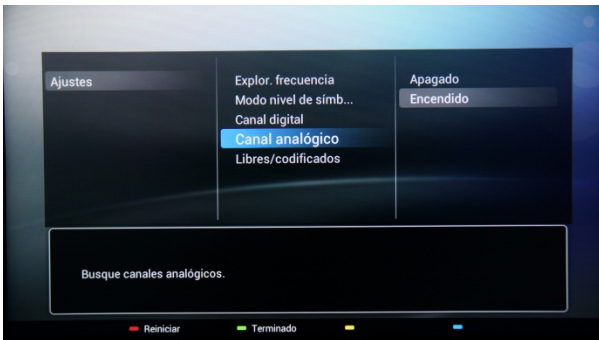 Ajustes
Explor. frecuencia
Modo nivel de símb...
Canal digital
Canal analógico
Libres/codificados
Apagado
Encendido
Busque canales analógicos.
Reiniciar
Terminado